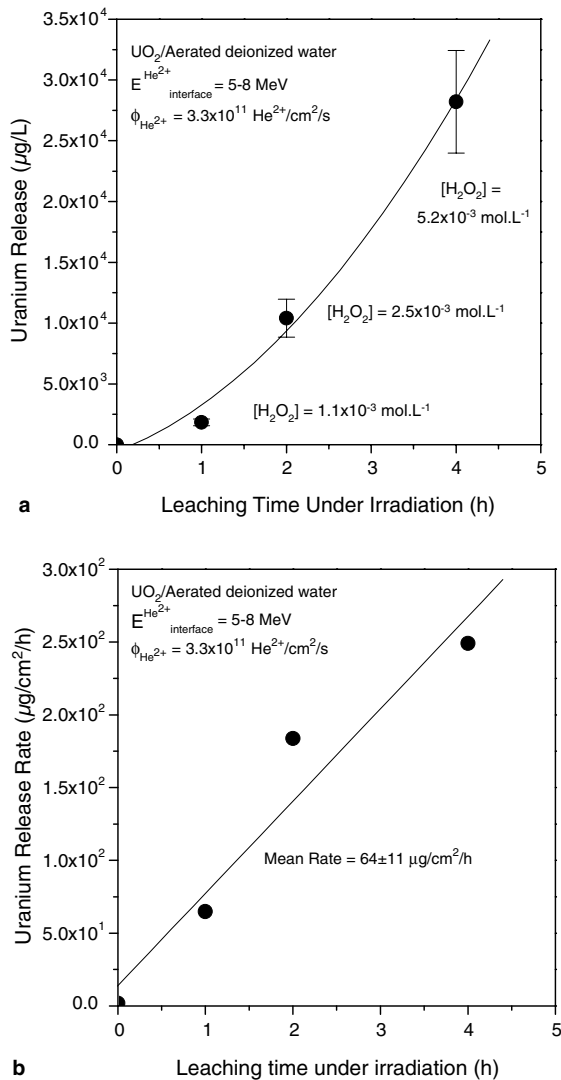 3.5x10⁴
3.0x10⁴
2.5x10⁴
1.5x10⁴
1.0x10⁴
5.0x10³
0.0
Uranium Release (µg/L)
UO₂/Aerated deionized water
E^He²⁺ interface = 5-8 MeV
ϕ_He²⁺ = 3.3x10¹¹ He²⁺/cm²/s
[H₂O₂] =
5.2x10⁻³ mol.L⁻¹
[H₂O₂] = 2.5x10⁻³ mol.L⁻¹
[H₂O₂] = 1.1x10⁻³ mol.L⁻¹
0 1 2 3 4 5
a Leaching Time Under Irradiation (h)
3.0x10²
2.5x10²
2.0x10²
1.5x10²
1.0x10²
5.0x10¹
0.0
Uranium Release Rate (µg/cm²/h)
UO₂/Aerated deionized water
E^He²⁺ interface = 5-8 MeV
ϕ_He²⁺ = 3.3x10¹¹ He²⁺/cm²/s
Mean Rate = 64±11 µg/cm²/h
0 1 2 3 4 5
b Leaching time under irradiation (h)